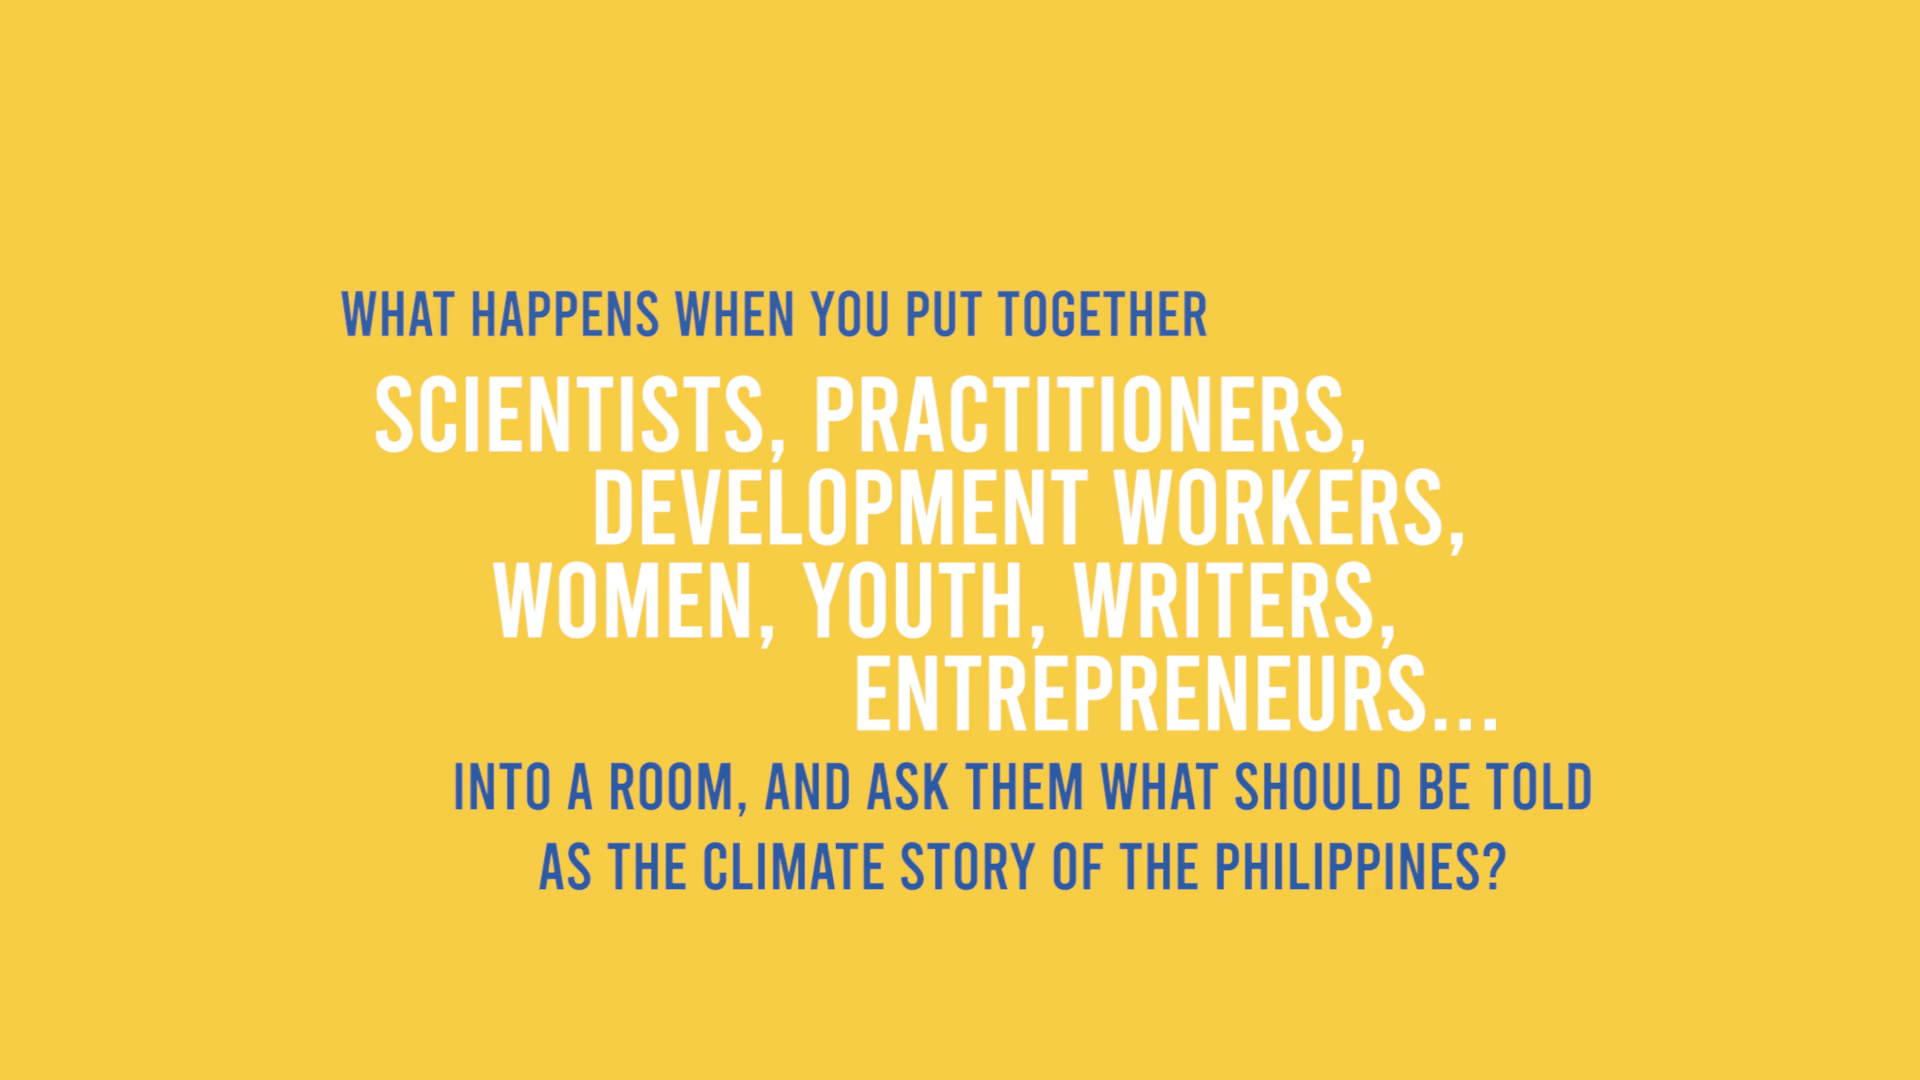 WHAT HAPPENS WHEN YOU PUT TOGETHER
SCIENTISTS, PRACTITIONERS,
DEVELOPMENT WORKERS,
WOMEN, YOUTH, WRITERS,
ENTREPRENEURS...
INTO A ROOM, AND ASK THEM WHAT SHOULD BE TOLD
AS THE CLIMATE STORY OF THE PHILIPPINES?